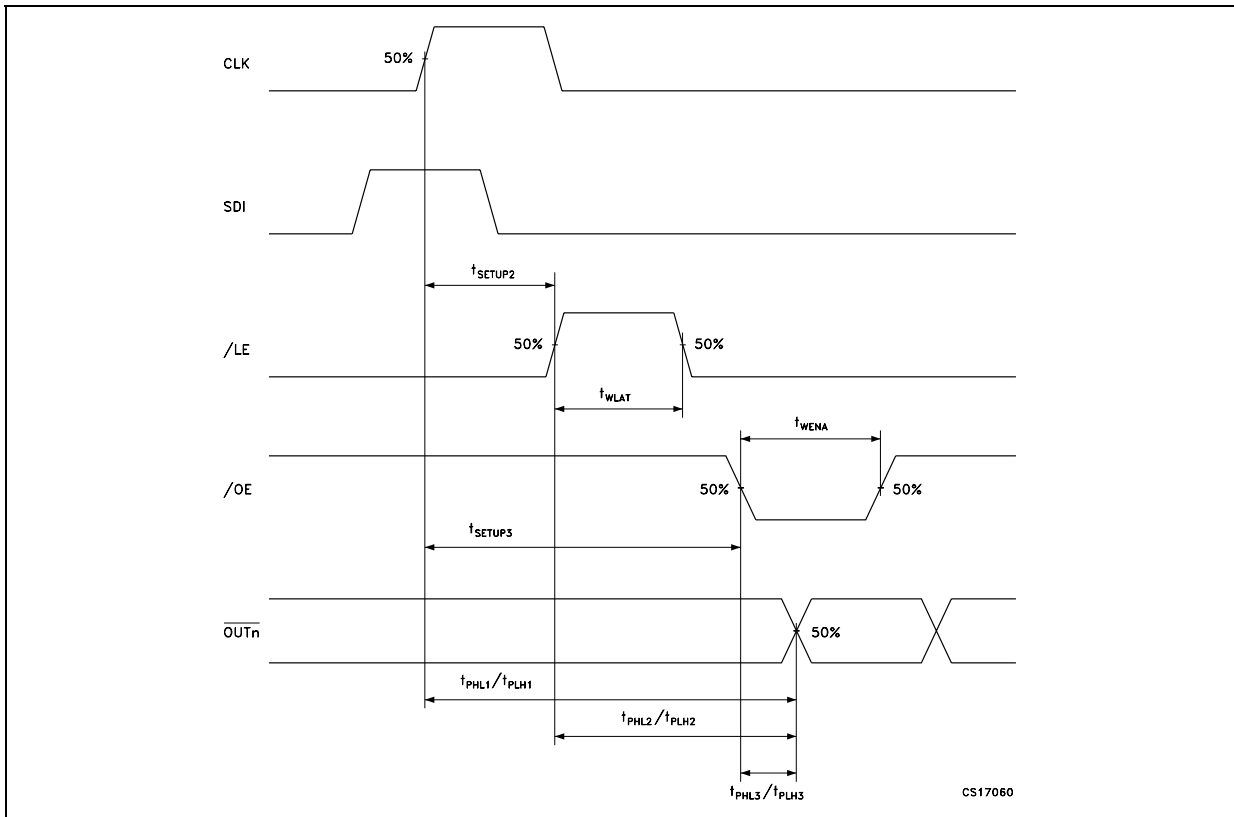 50%
CLK
SDI
tSETUP2
/LE
50%
50%
tWLAT
tWENA
/OE
50%
50%
tSETUP3
OUTn
50%
tPHL1/tPLH1
tPHL2/tPLH2
tPHL3/tPLH3
CS17060